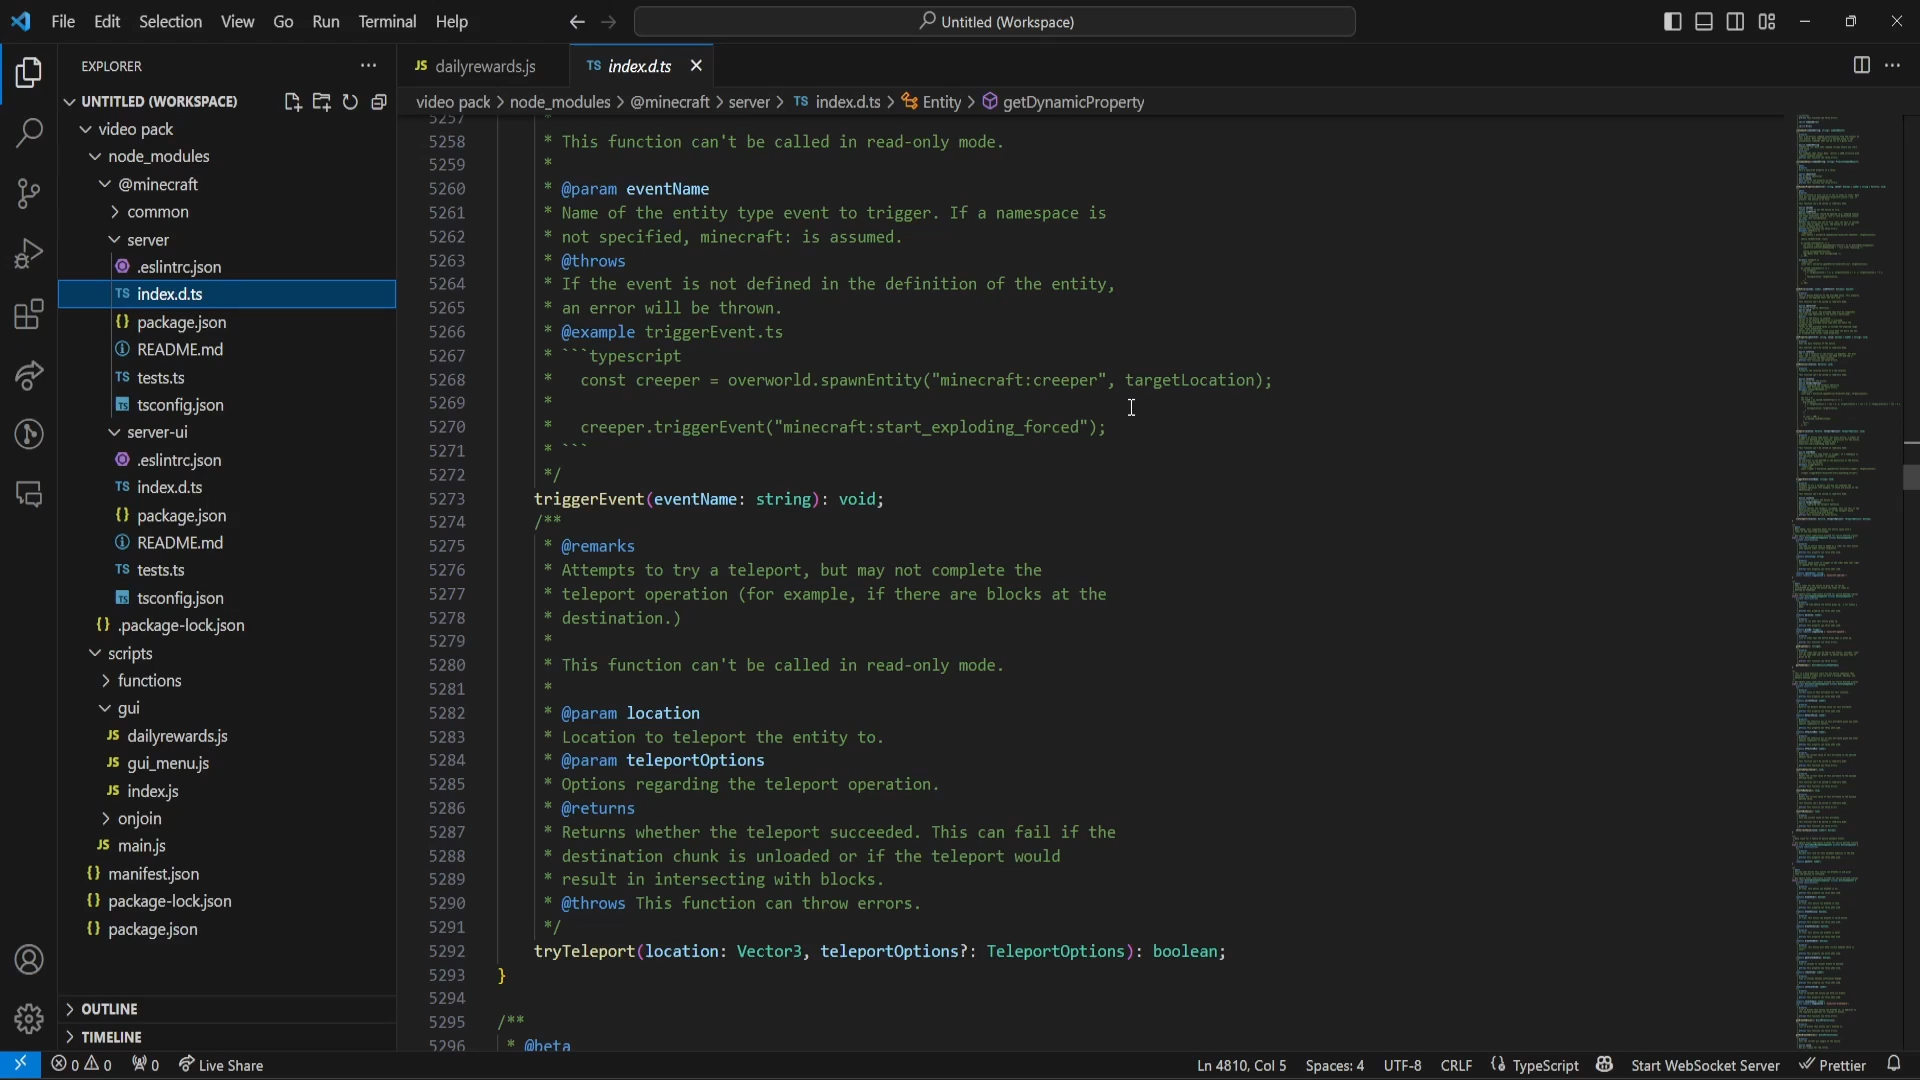 File Edit Selection View Go Run Terminal Help
Untitled (Workspace)
EXPLORER
UNTITLED (WORKSPACE)
video pack
node_modules
@minecraft
common
server
.eslintrc.json
TS index.d.ts
{} package.json
README.md
TS tests.ts
TS tsconfig.json
server-ui
.eslintrc.json
TS index.d.ts
{} package.json
README.md
TS tests.ts
TS tsconfig.json
{} .package-lock.json
scripts
functions
gui
JS dailyrewards.js
JS gui_menu.js
JS index.js
onjoin
JS main.js
{} manifest.json
{} package-lock.json
{} package.json
OUTLINE
TIMELINE
JS dailyrewards.js
TS index.d.ts
video pack > node_modules > @minecraft > server > TS index.d.ts > Entity > getDynamicProperty
5257 *
5258 * This function can't be called in read-only mode.
5259 *
5260 * @param eventName
5261 * Name of the entity type event to trigger. If a namespace is
5262 * not specified, minecraft: is assumed.
5263 * @throws
5264 * If the event is not defined in the definition of the entity,
5265 * an error will be thrown.
5266 * @example triggerEvent.ts
5267 * ```typescript
5268 *   const creeper = overworld.spawnEntity("minecraft:creeper", targetLocation);
5269 *
5270 *   creeper.triggerEvent("minecraft:start_exploding_forced");
5271 * ```
5272 */
5273 triggerEvent(eventName: string): void;
5274 /**
5275 * @remarks
5276 * Attempts to try a teleport, but may not complete the
5277 * teleport operation (for example, if there are blocks at the
5278 * destination.)
5279 *
5280 * This function can't be called in read-only mode.
5281 *
5282 * @param location
5283 * Location to teleport the entity to.
5284 * @param teleportOptions
5285 * Options regarding the teleport operation.
5286 * @returns
5287 * Returns whether the teleport succeeded. This can fail if the
5288 * destination chunk is unloaded or if the teleport would
5289 * result in intersecting with blocks.
5290 * @throws This function can throw errors.
5291 */
5292 tryTeleport(location: Vector3, teleportOptions?: TeleportOptions): boolean;
5293 }
5294
5295 /**
5296 * @beta
0 0 0 Live Share
Ln 4810, Col 5 Spaces: 4 UTF-8 CRLF {} TypeScript Start WebSocket Server Prettier